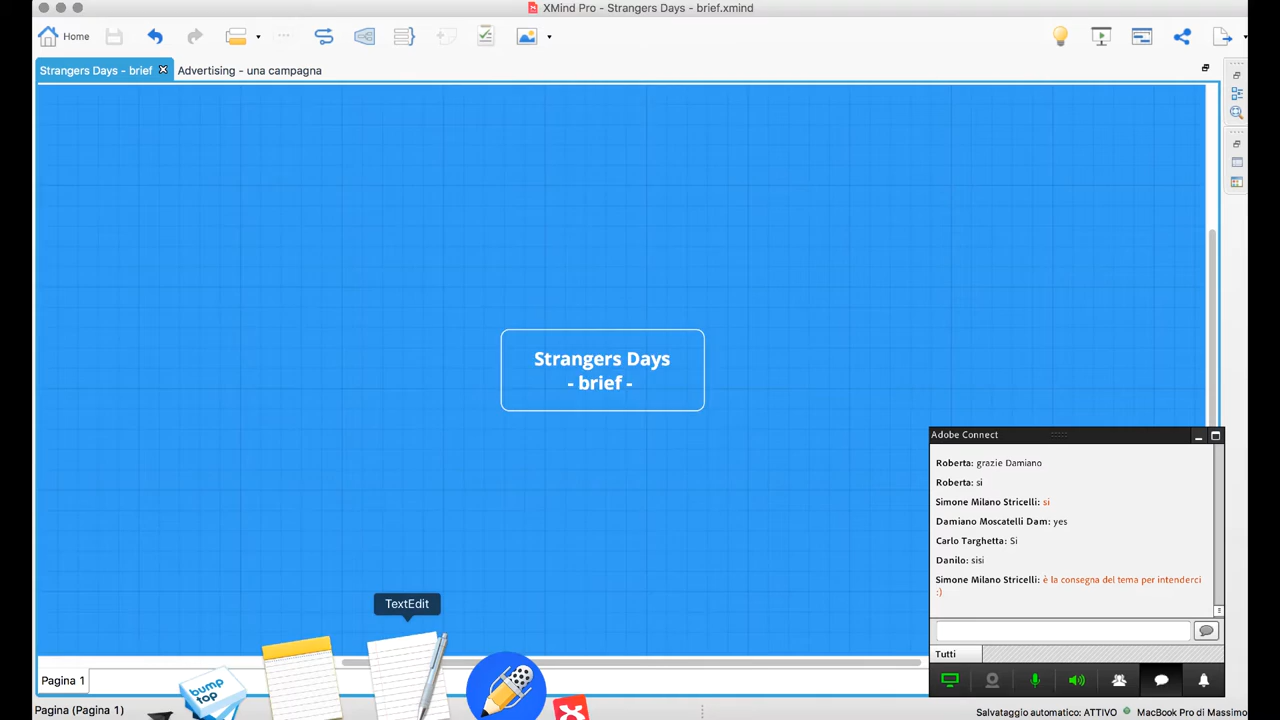 XMind Pro - Strangers Days - brief.xmind
Home
Strangers Days - brief
Advertising - una campagna
Strangers Days
- brief -
Adobe Connect
Roberta: grazie Damiano
Roberta: si
Simone Milano Stricelli: si
Damiano Moscatelli Dam: yes
Carlo Targhetta: Si
Danilo: sisi
Simone Milano Stricelli: è la consegna del tema per intenderci
:)
TextEdit
Tutti
bump
top
Pagina 1
Pagina (Pagina 1)
Salvataggio automatico: ATTIVO
MacBook Pro di Massimo